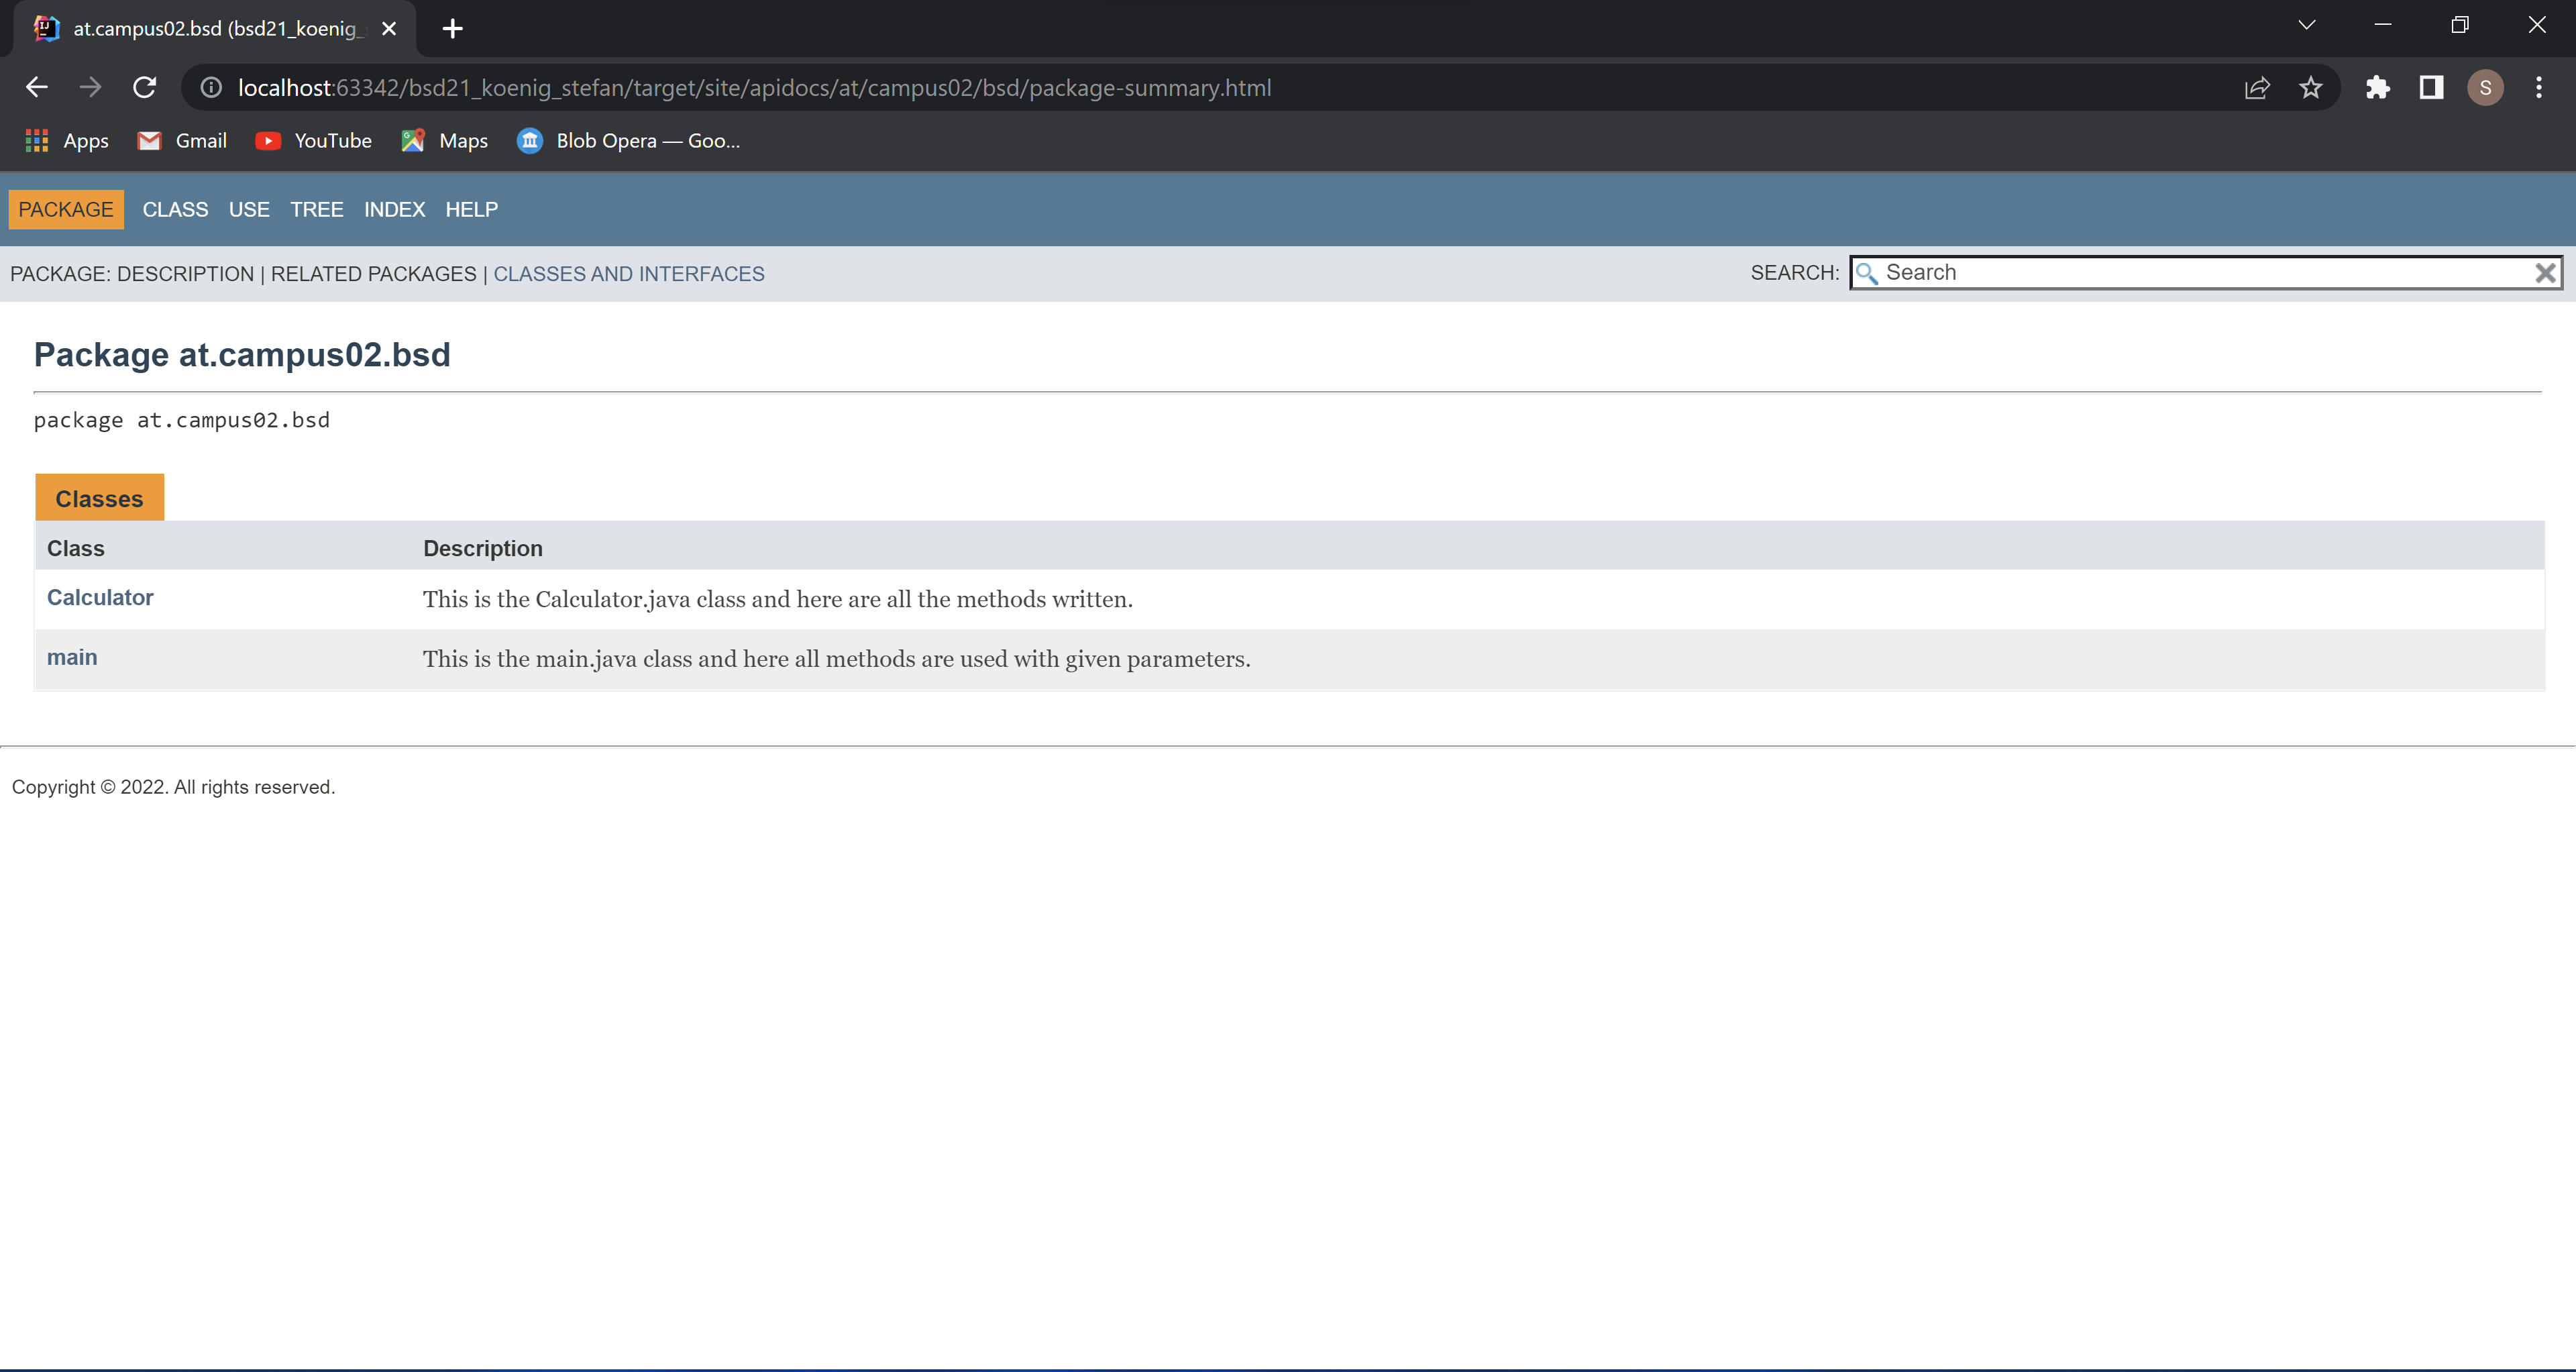 at.campus02.bsd (bsd21_koenig_
localhost:63342/bsd21_koenig_stefan/target/site/apidocs/at/campus02/bsd/package-summary.html
S
Apps Gmail YouTube Maps Blob Opera — Goo...
PACKAGE CLASS USE TREE INDEX HELP
PACKAGE: DESCRIPTION | RELATED PACKAGES | CLASSES AND INTERFACES SEARCH: Search
Package at.campus02.bsd
package at.campus02.bsd
Classes
Class Description
Calculator This is the Calculator.java class and here are all the methods written.
main This is the main.java class and here all methods are used with given parameters.
Copyright © 2022. All rights reserved.